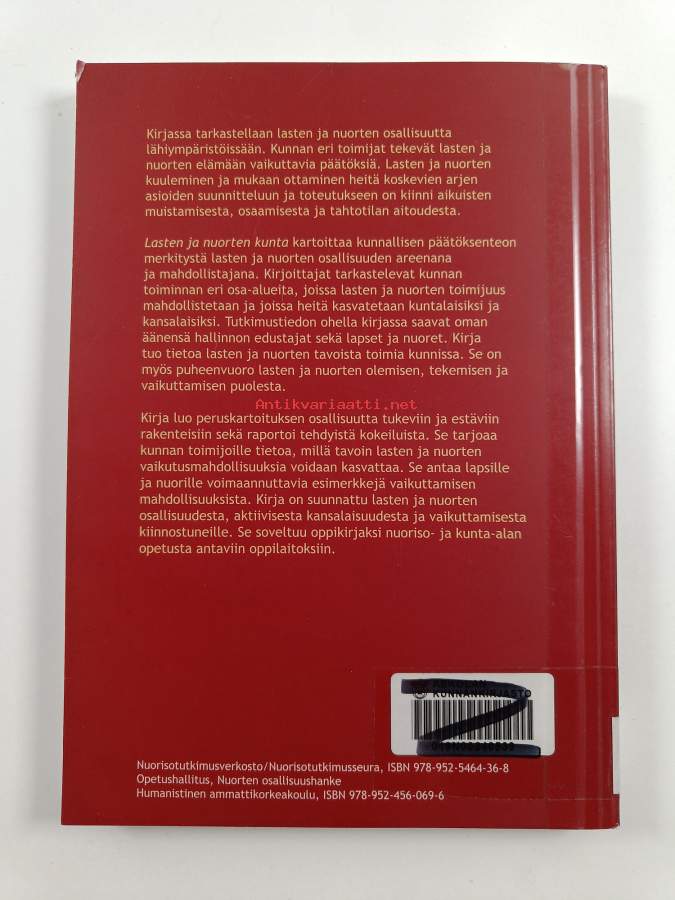 Kirjassa tarkastellaan lasten ja nuorten osallisuutta
lähiympäristöissään. Kunnan eri toimijat tekevät lasten ja
nuorten elämään vaikuttavia päätöksiä. Lasten ja nuorten
kuuleminen ja mukaan ottaminen heitä koskevien arjen
asioiden suunnitteluun ja toteutukseen on kiinni aikuisten
muistamisesta, osaamisesta ja tahtotilan aitoudesta.
Lasten ja nuorten kunta kartoittaa kunnallisen päätöksenteon
merkitystä lasten ja nuorten osallisuuden areenana
ja mahdollistajana. Kirjoittajat tarkastelevat kunnan
toiminnan eri osa-alueita, joissa lasten ja nuorten toimijuus
mahdollistetaan ja joissa heitä kasvatetaan kuntalaisiksi ja
kansalaisiksi. Tutkimustiedon ohella kirjassa saavat oman
äänensä hallinnon edustajat sekä lapset ja nuoret. Kirja
tuo tietoa lasten ja nuorten tavoista toimia kunnissa. Se on
myös puheenvuoro lasten ja nuorten olemisen, tekemisen ja
vaikuttamisen puolesta.
Antikvariaatti.net
Kirja luo peruskartoituksen osallisuutta tukeviin ja estäviin
rakenteisiin sekä raportoi tehdyistä kokeiluista. Se tarjoaa
kunnan toimijoille tietoa, millä tavoin lasten ja nuorten
vaikutusmahdollisuuksia voidaan kasvattaa. Se antaa lapsille
ja nuorille voimaannuttavia esimerkkejä vaikuttamisen
mahdollisuuksista. Kirja on suunnattu lasten ja nuorten
osallisuudesta, aktiivisesta kansalaisuudesta ja vaikuttamisesta
kiinnostuneille. Se soveltuu oppikirjaksi nuoriso- ja kunta-alan
opetusta antaviin oppilaitoksiin.
KUNNANKIRJASTO
Nuorisotutkimusverkosto/Nuorisotutkimusseura, ISBN 978-952-5464-36-8
Opetushallitus, Nuorten osallisuushanke
Humanistinen ammattikorkeakoulu, ISBN 978-952-456-069-6